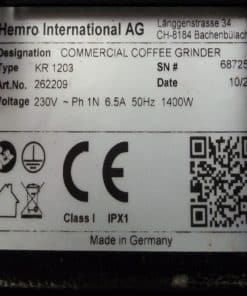 Hemro International AG
Länggenstrasse 34
CH-8184 Bachenbülach
Designation COMMERCIAL COFFEE GRINDER
Type KR 1203 SN# 68725
Art.No. 262209 Date 10/2
Voltage 230V ~ Ph 1N 6.5A 50Hz 1400W
CE
Class I IPX1
Made in Germany